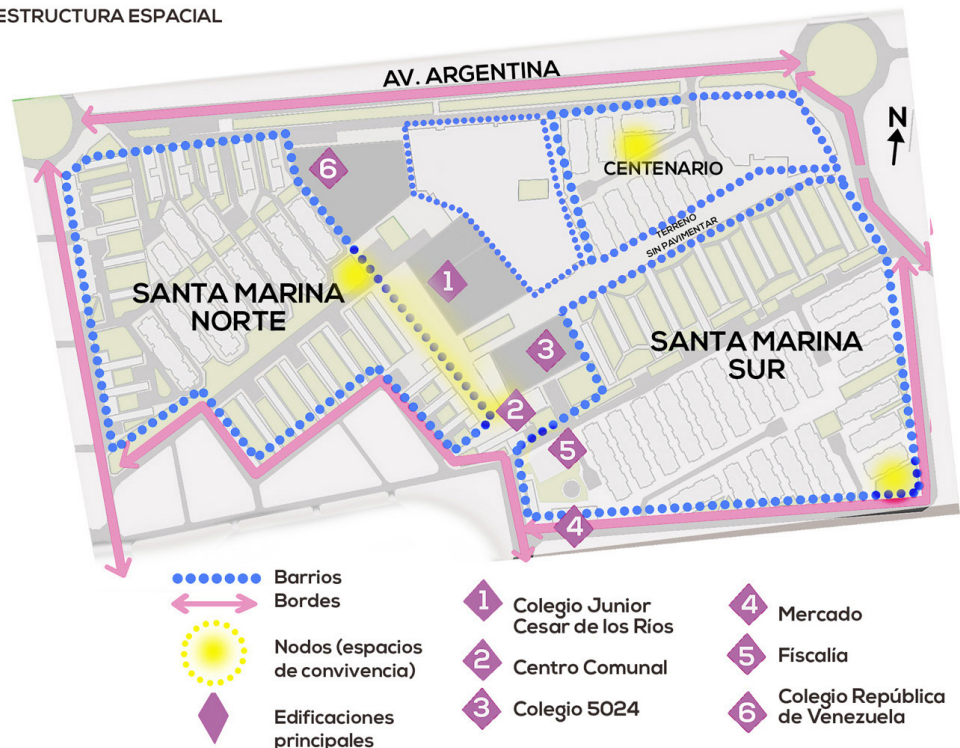 ESTRUCTURA ESPACIAL
AV. ARGENTINA
N
6
CENTENARIO
TERRENO
SIN PAVIMENTAR
1
SANTA MARINA
NORTE
3
SANTA MARINA
SUR
2
5
4
Barrios
Bordes
Nodos (espacios
de convivencia)
Edificaciones
principales
1
Colegio Junior
Cesar de los Ríos
2
Centro Comunal
3
Colegio 5024
4
Mercado
5
Fiscalía
6
Colegio República
de Venezuela